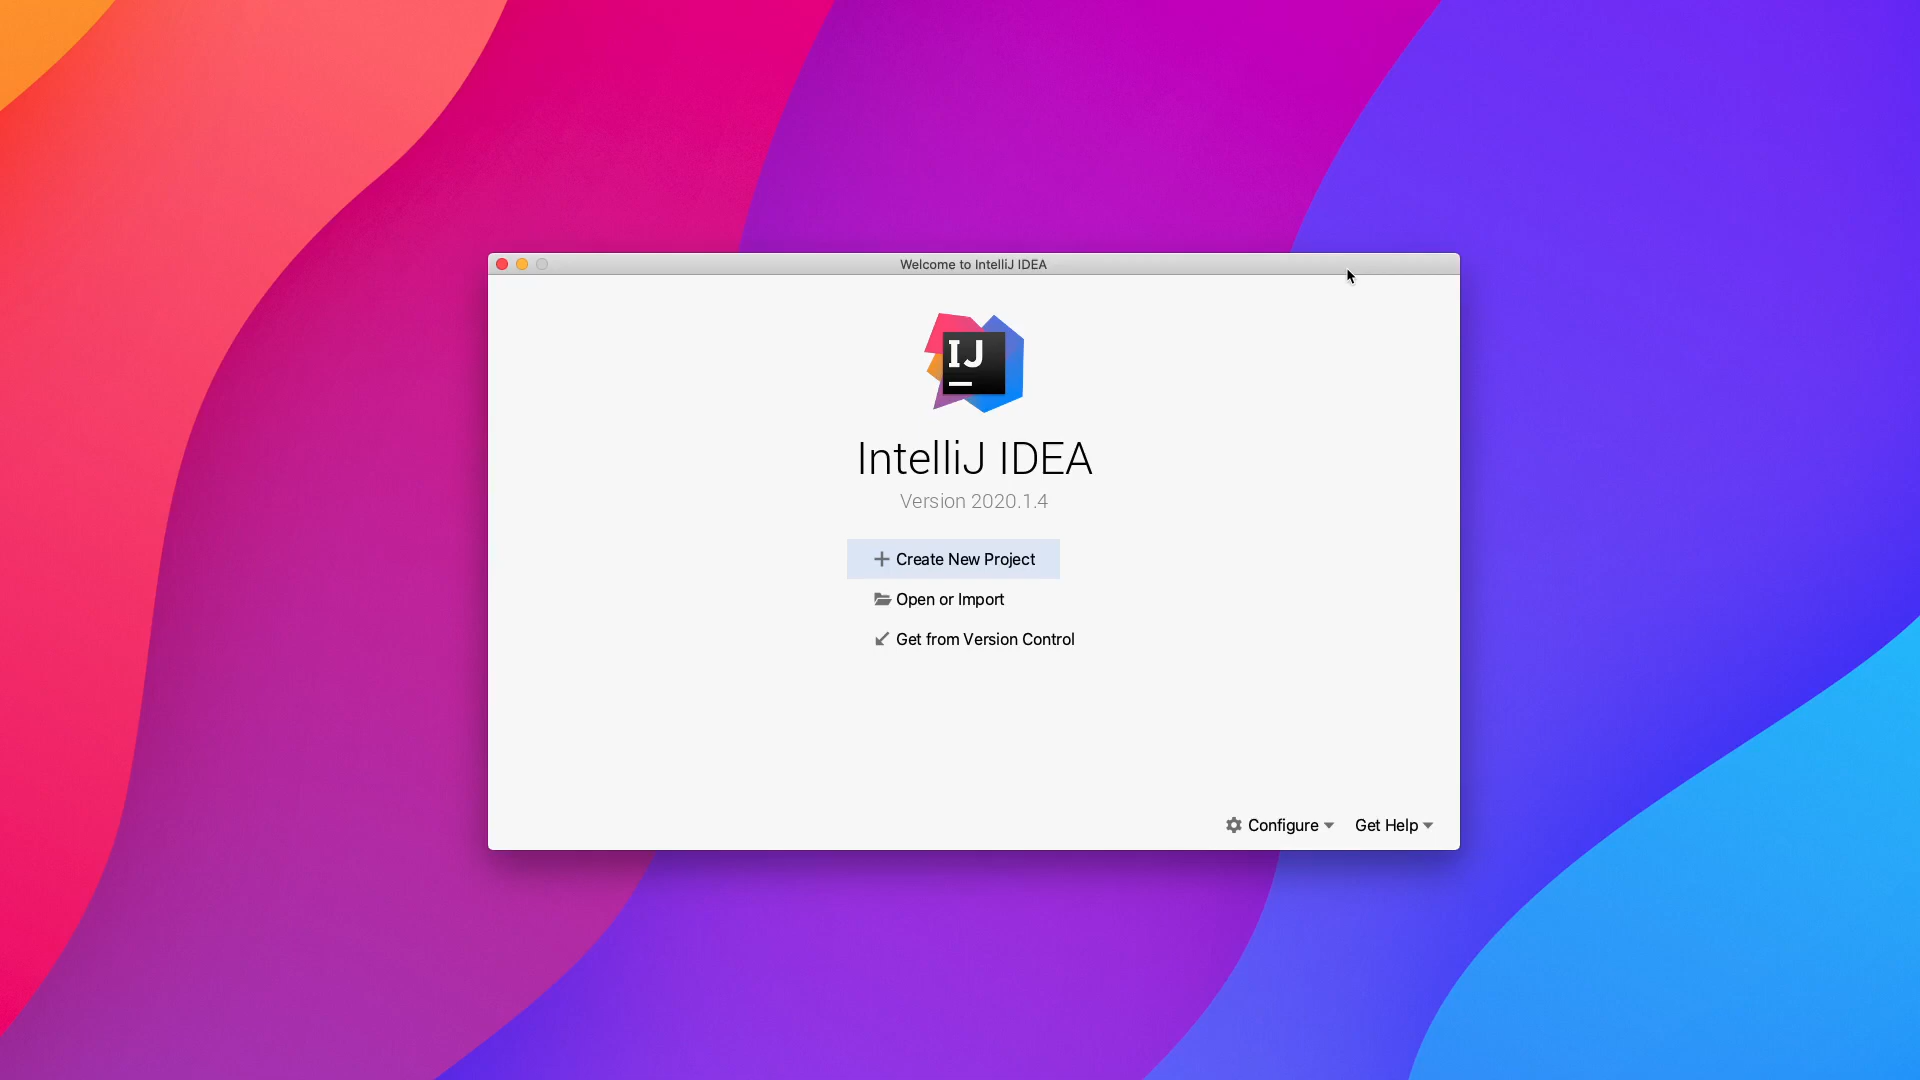 Welcome to IntelliJ IDEA
IJ
IntelliJ IDEA
Version 2020.1.4
Create New Project
Open or Import
Get from Version Control
Configure
Get Help